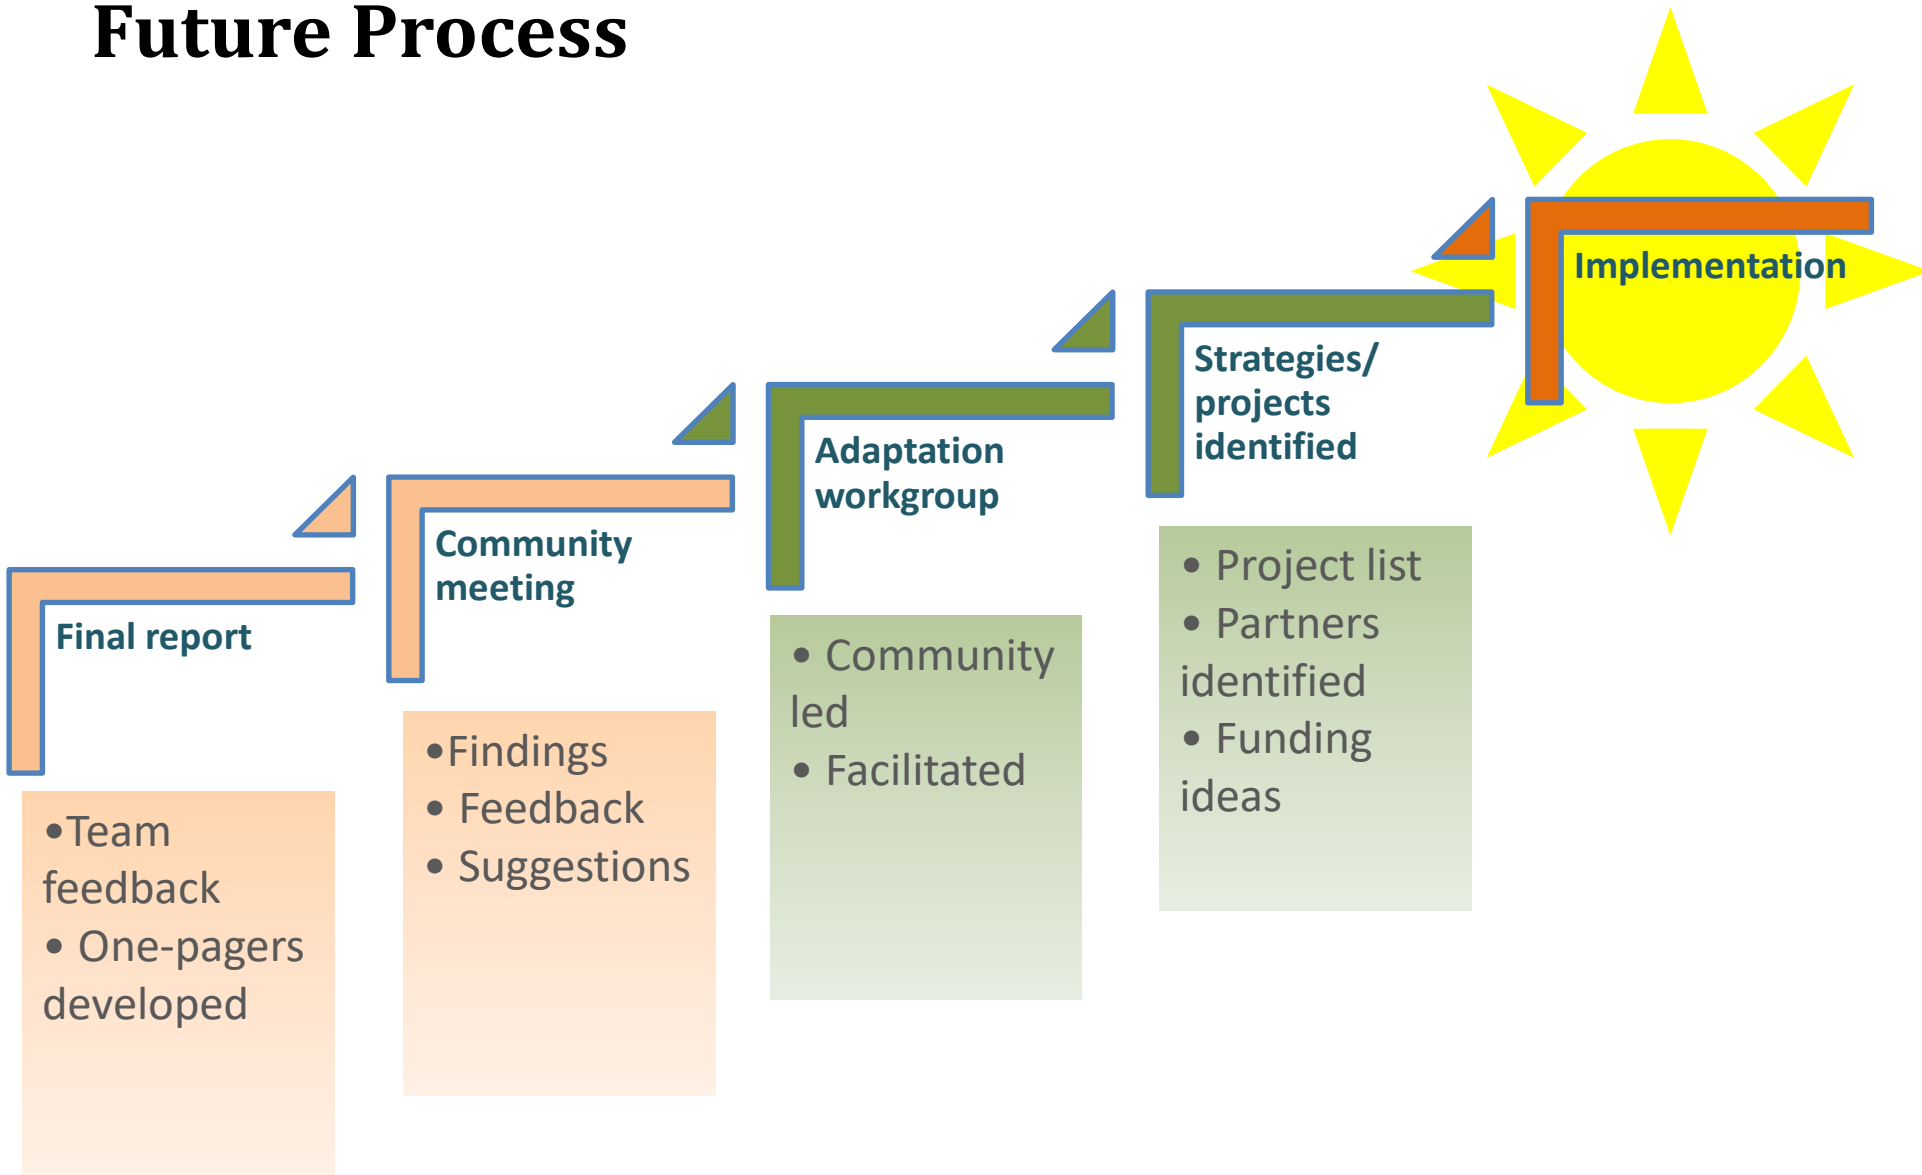 Future Process
Final report
•Team
feedback
• One-pagers
developed
Community
meeting
•Findings
• Feedback
• Suggestions
Adaptation
workgroup
• Community
led
• Facilitated
Strategies/
projects
identified
• Project list
• Partners
identified
• Funding
ideas
Implementation